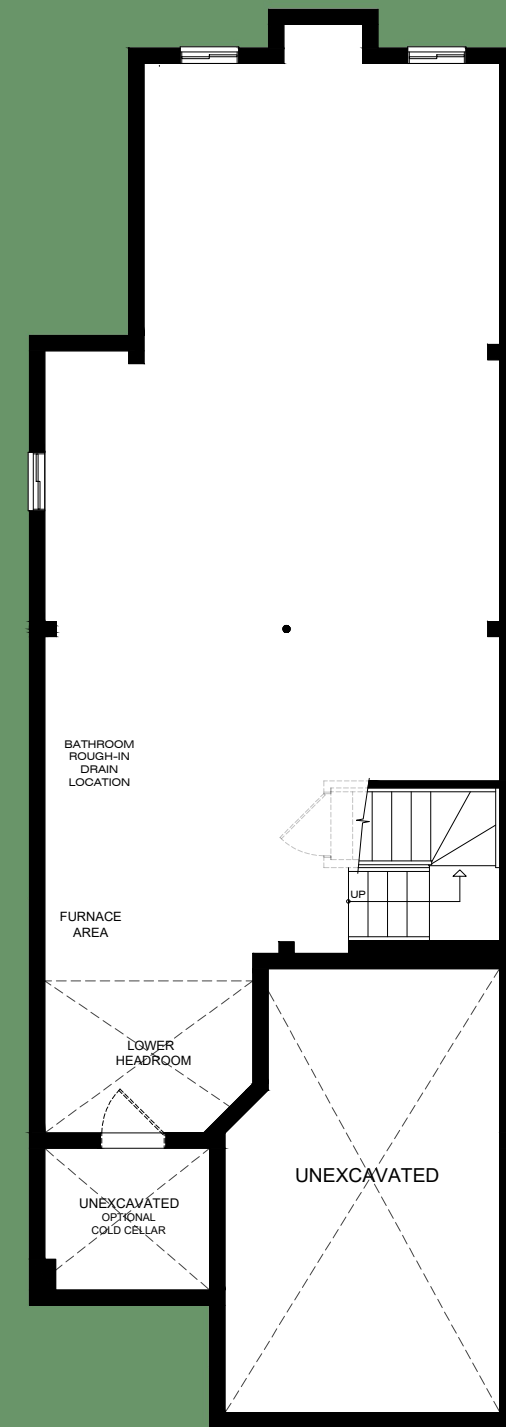 BATHROOM
ROUGH-IN
DRAIN
LOCATION
UP
FURNACE
AREA
LOWER
HEADROOM
UNEXCAVATED
UNEXCAVATED
OPTIONAL
COLD CELLAR